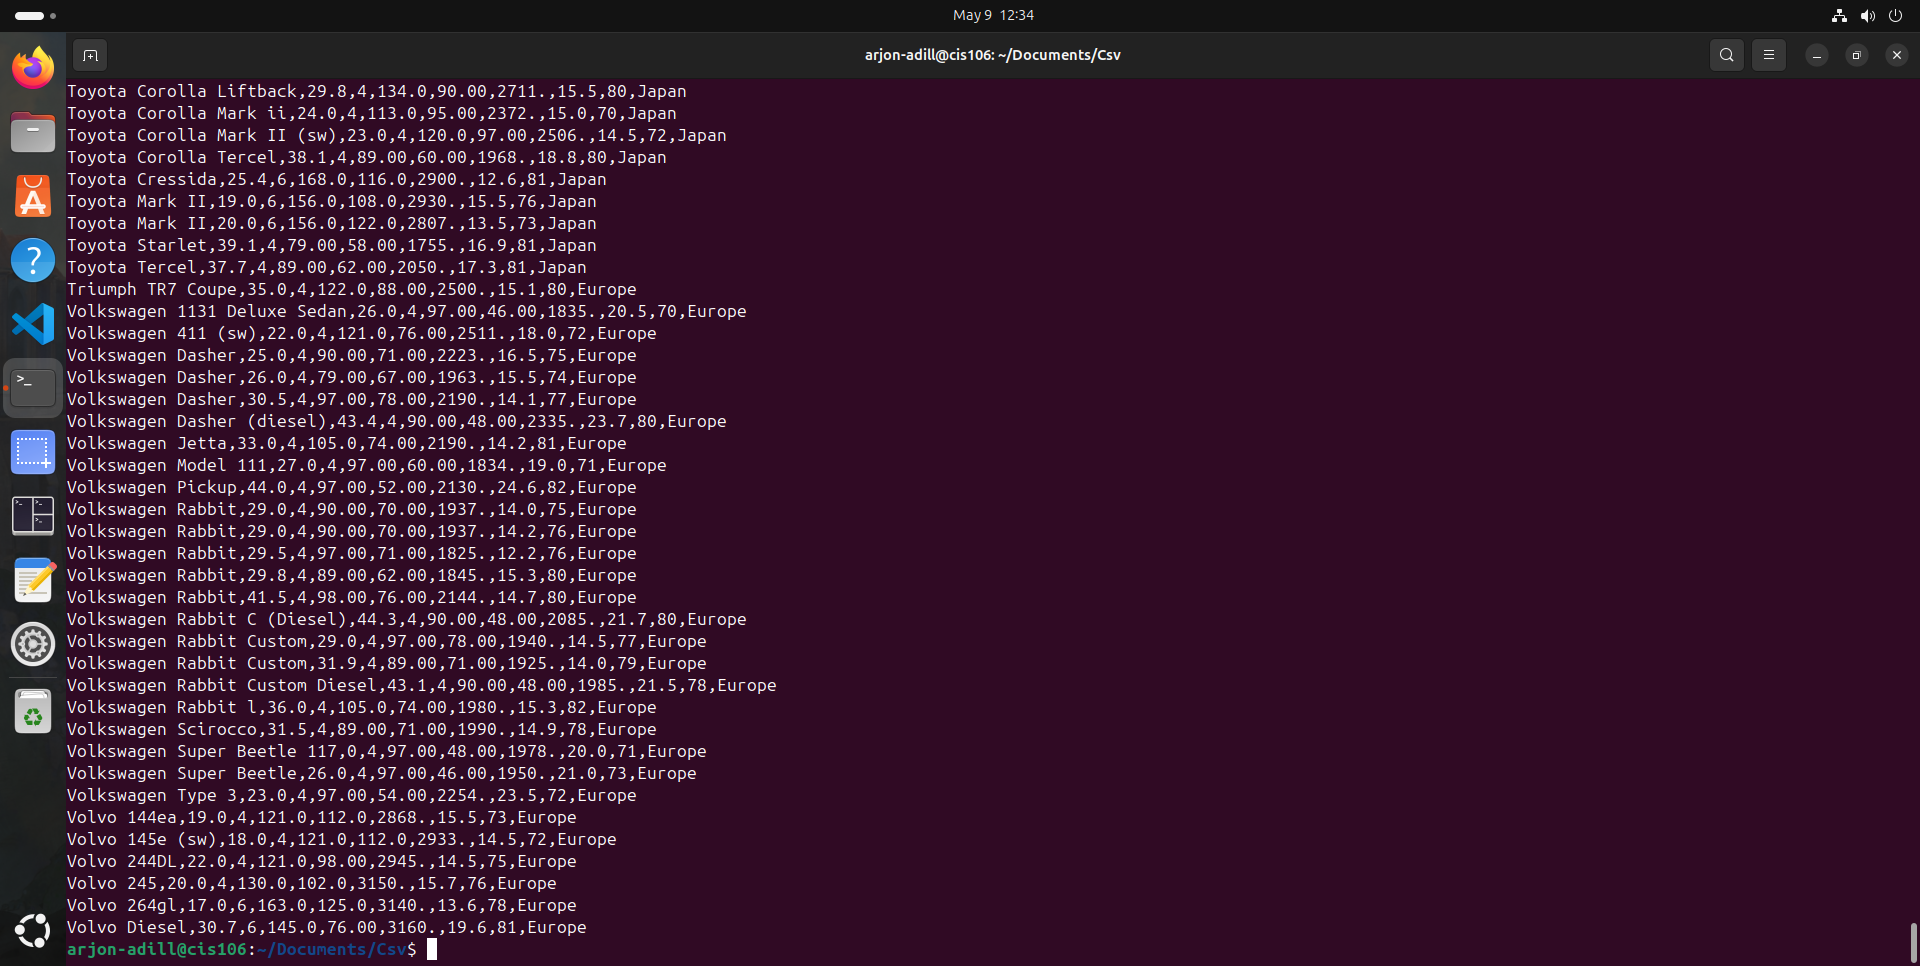 May 9 12:34
arjon-adill@cis106: ~/Documents/Csv
Toyota Corolla Liftback,29.8,4,134.0,90.00,2711.,15.5,80,Japan
Toyota Corolla Mark ii,24.0,4,113.0,95.00,2372.,15.0,70,Japan
Toyota Corolla Mark II (sw),23.0,4,120.0,97.00,2506.,14.5,72,Japan
Toyota Corolla Tercel,38.1,4,89.00,60.00,1968.,18.8,80,Japan
Toyota Cressida,25.4,6,168.0,116.0,2900.,12.6,81,Japan
Toyota Mark II,19.0,6,156.0,108.0,2930.,15.5,76,Japan
Toyota Mark II,20.0,6,156.0,122.0,2807.,13.5,73,Japan
Toyota Starlet,39.1,4,79.00,58.00,1755.,16.9,81,Japan
Toyota Tercel,37.7,4,89.00,62.00,2050.,17.3,81,Japan
Triumph TR7 Coupe,35.0,4,122.0,88.00,2500.,15.1,80,Europe
Volkswagen 1131 Deluxe Sedan,26.0,4,97.00,46.00,1835.,20.5,70,Europe
Volkswagen 411 (sw),22.0,4,121.0,76.00,2511.,18.0,72,Europe
Volkswagen Dasher,25.0,4,90.00,71.00,2223.,16.5,75,Europe
Volkswagen Dasher,26.0,4,79.00,67.00,1963.,15.5,74,Europe
Volkswagen Dasher,30.5,4,97.00,78.00,2190.,14.1,77,Europe
Volkswagen Dasher (diesel),43.4,4,90.00,48.00,2335.,23.7,80,Europe
Volkswagen Jetta,33.0,4,105.0,74.00,2190.,14.2,81,Europe
Volkswagen Model 111,27.0,4,97.00,60.00,1834.,19.0,71,Europe
Volkswagen Pickup,44.0,4,97.00,52.00,2130.,24.6,82,Europe
Volkswagen Rabbit,29.0,4,90.00,70.00,1937.,14.0,75,Europe
Volkswagen Rabbit,29.0,4,90.00,70.00,1937.,14.2,76,Europe
Volkswagen Rabbit,29.5,4,97.00,71.00,1825.,12.2,76,Europe
Volkswagen Rabbit,29.8,4,89.00,62.00,1845.,15.3,80,Europe
Volkswagen Rabbit,41.5,4,98.00,76.00,2144.,14.7,80,Europe
Volkswagen Rabbit C (Diesel),44.3,4,90.00,48.00,2085.,21.7,80,Europe
Volkswagen Rabbit Custom,29.0,4,97.00,78.00,1940.,14.5,77,Europe
Volkswagen Rabbit Custom,31.9,4,89.00,71.00,1925.,14.0,79,Europe
Volkswagen Rabbit Custom Diesel,43.1,4,90.00,48.00,1985.,21.5,78,Europe
Volkswagen Rabbit l,36.0,4,105.0,74.00,1980.,15.3,82,Europe
Volkswagen Scirocco,31.5,4,89.00,71.00,1990.,14.9,78,Europe
Volkswagen Super Beetle 117,0,4,97.00,48.00,1978.,20.0,71,Europe
Volkswagen Super Beetle,26.0,4,97.00,46.00,1950.,21.0,73,Europe
Volkswagen Type 3,23.0,4,97.00,54.00,2254.,23.5,72,Europe
Volvo 144ea,19.0,4,121.0,112.0,2868.,15.5,73,Europe
Volvo 145e (sw),18.0,4,121.0,112.0,2933.,14.5,72,Europe
Volvo 244DL,22.0,4,121.0,98.00,2945.,14.5,75,Europe
Volvo 245,20.0,4,130.0,102.0,3150.,15.7,76,Europe
Volvo 264gl,17.0,6,163.0,125.0,3140.,13.6,78,Europe
Volvo Diesel,30.7,6,145.0,76.00,3160.,19.6,81,Europe
arjon-adill@cis106:~/Documents/Csv$